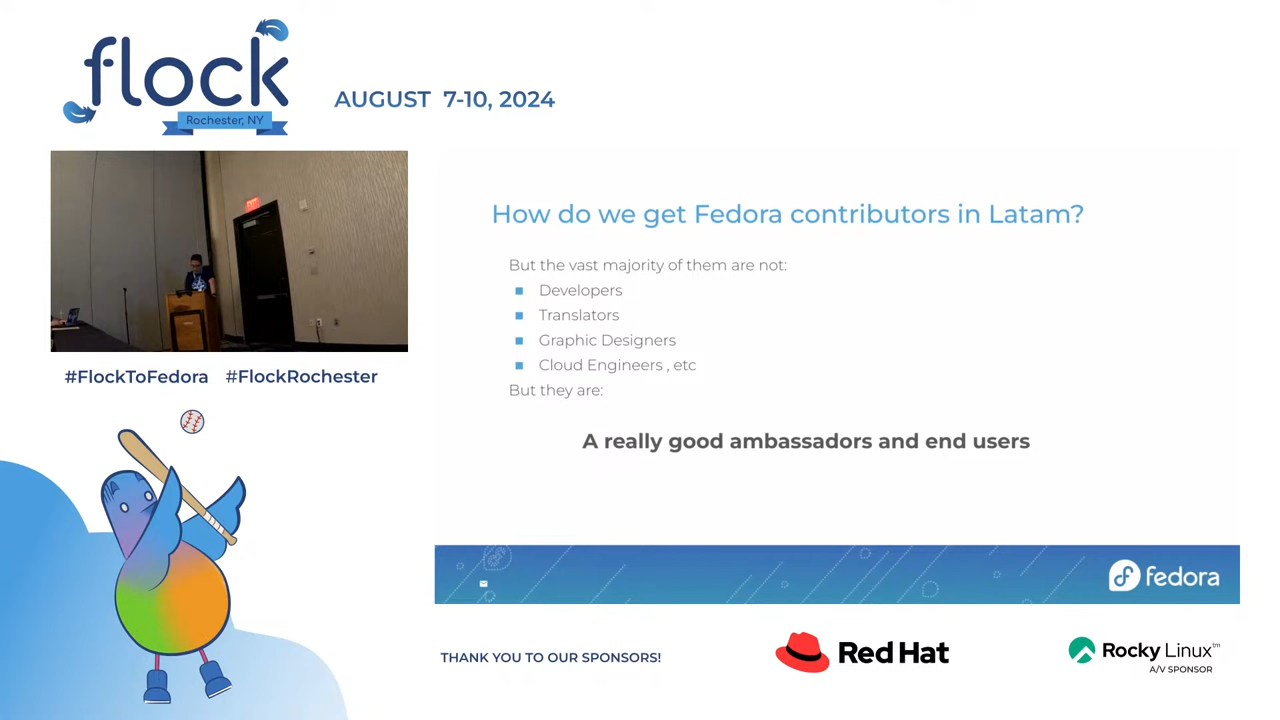 flock
Rochester, NY
AUGUST 7-10, 2024
#FlockToFedora #FlockRochester
How do we get Fedora contributors in Latam?
But the vast majority of them are not:
Developers
Translators
Graphic Designers
Cloud Engineers , etc
But they are:
A really good ambassadors and end users
fedora
THANK YOU TO OUR SPONSORS!
Red Hat
Rocky Linux™
A/V SPONSOR